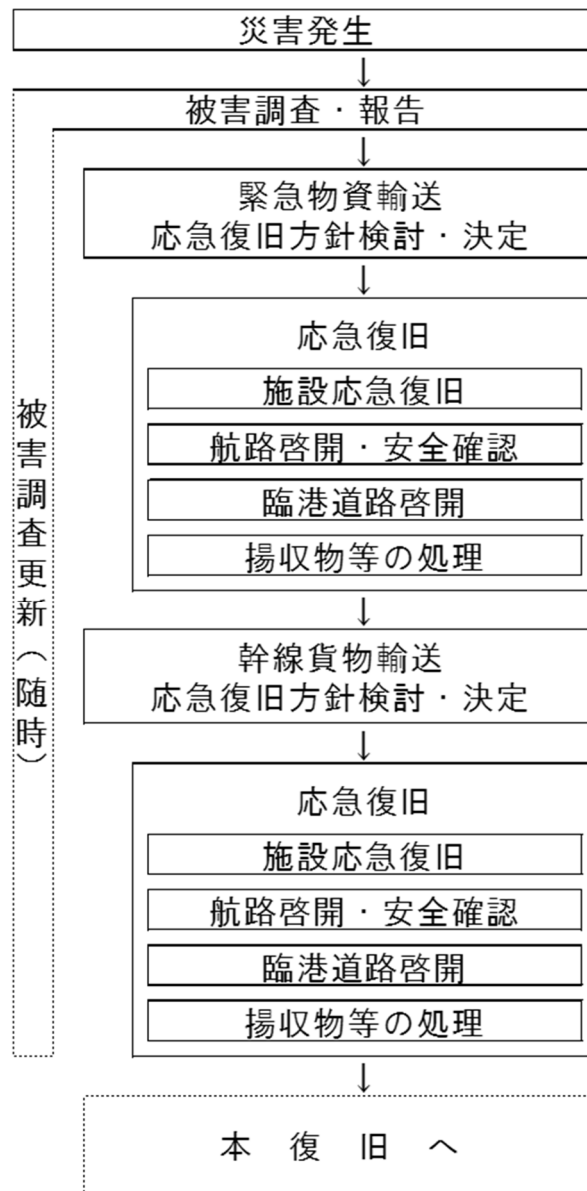 災害発生
↓
被害調査・報告
↓
緊急物資輸送
応急復旧方針検討・決定
↓
応急復旧
施設応急復旧
航路啓開・安全確認
臨港道路啓開
揚収物等の処理
↓
幹線貨物輸送
応急復旧方針検討・決定
↓
応急復旧
施設応急復旧
航路啓開・安全確認
臨港道路啓開
揚収物等の処理
↓
本復旧へ
被害調査更新(随時)